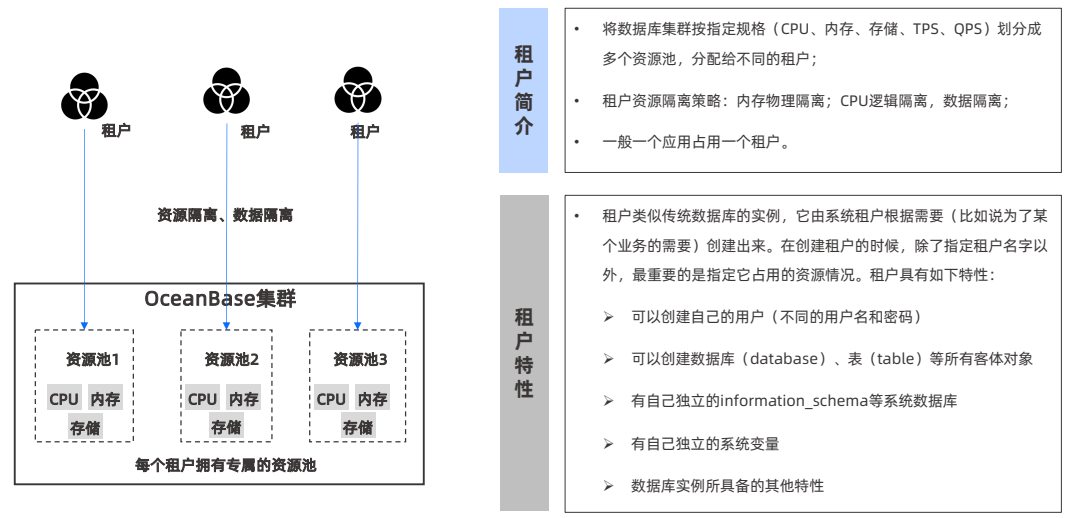 租户
租户
租户
资源隔离、数据隔离
OceanBase集群
资源池1
CPU 内存
存储
资源池2
CPU 内存
存储
资源池3
CPU 内存
存储
每个租户拥有专属的资源池
租户简介
• 将数据库集群按指定规格（CPU、内存、存储、TPS、QPS）划分成
多个资源池，分配给不同的租户；
• 租户资源隔离策略：内存物理隔离；CPU逻辑隔离，数据隔离；
• 一般一个应用占用一个租户。
租户特性
• 租户类似传统数据库的实例，它由系统租户根据需要（比如说为了某
个业务的需要）创建出来。在创建租户的时候，除了指定租户名字以
外，最重要的是指定它占用的资源情况。租户具有如下特性：
➢ 可以创建自己的用户（不同的用户名和密码）
➢ 可以创建数据库（database）、表（table）等所有客体对象
➢ 有自己独立的information_schema等系统数据库
➢ 有自己独立的系统变量
➢ 数据库实例所具备的其他特性